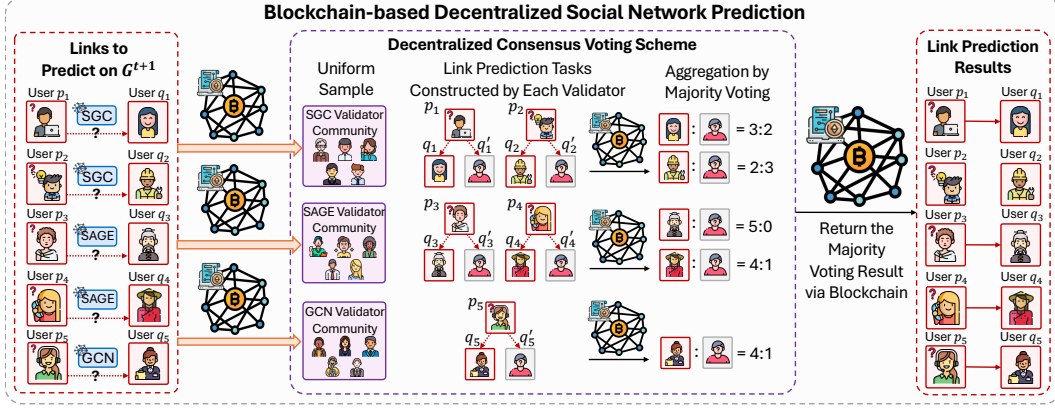 Blockchain-based Decentralized Social Network Prediction
Links to
Predict on G^{t+1}
User p₁
SGC
?
User q₁
User p₂
SGC
?
User q₂
User p₃
SAGE
?
User q₃
User p₄
SAGE
?
User q₄
User p₅
GCN
?
User q₅
Decentralized Consensus Voting Scheme
Uniform
Sample
SGC Validator
Community
SAGE Validator
Community
GCN Validator
Community
Link Prediction Tasks
Constructed by Each Validator
p₁
p₂
q₁
q₁′
q₂
q₂′
p₃
p₄
q₃
q₃′
q₄
q₄′
p₅
q₅
q₅′
Aggregation by
Majority Voting
: = 3:2
: = 2:3
: = 5:0
: = 4:1
: = 4:1
Return the
Majority
Voting Result
via Blockchain
Link Prediction
Results
User p₁
User q₁
User p₂
User q₂
User p₃
User q₃
User p₄
User q₄
User p₅
User q₅